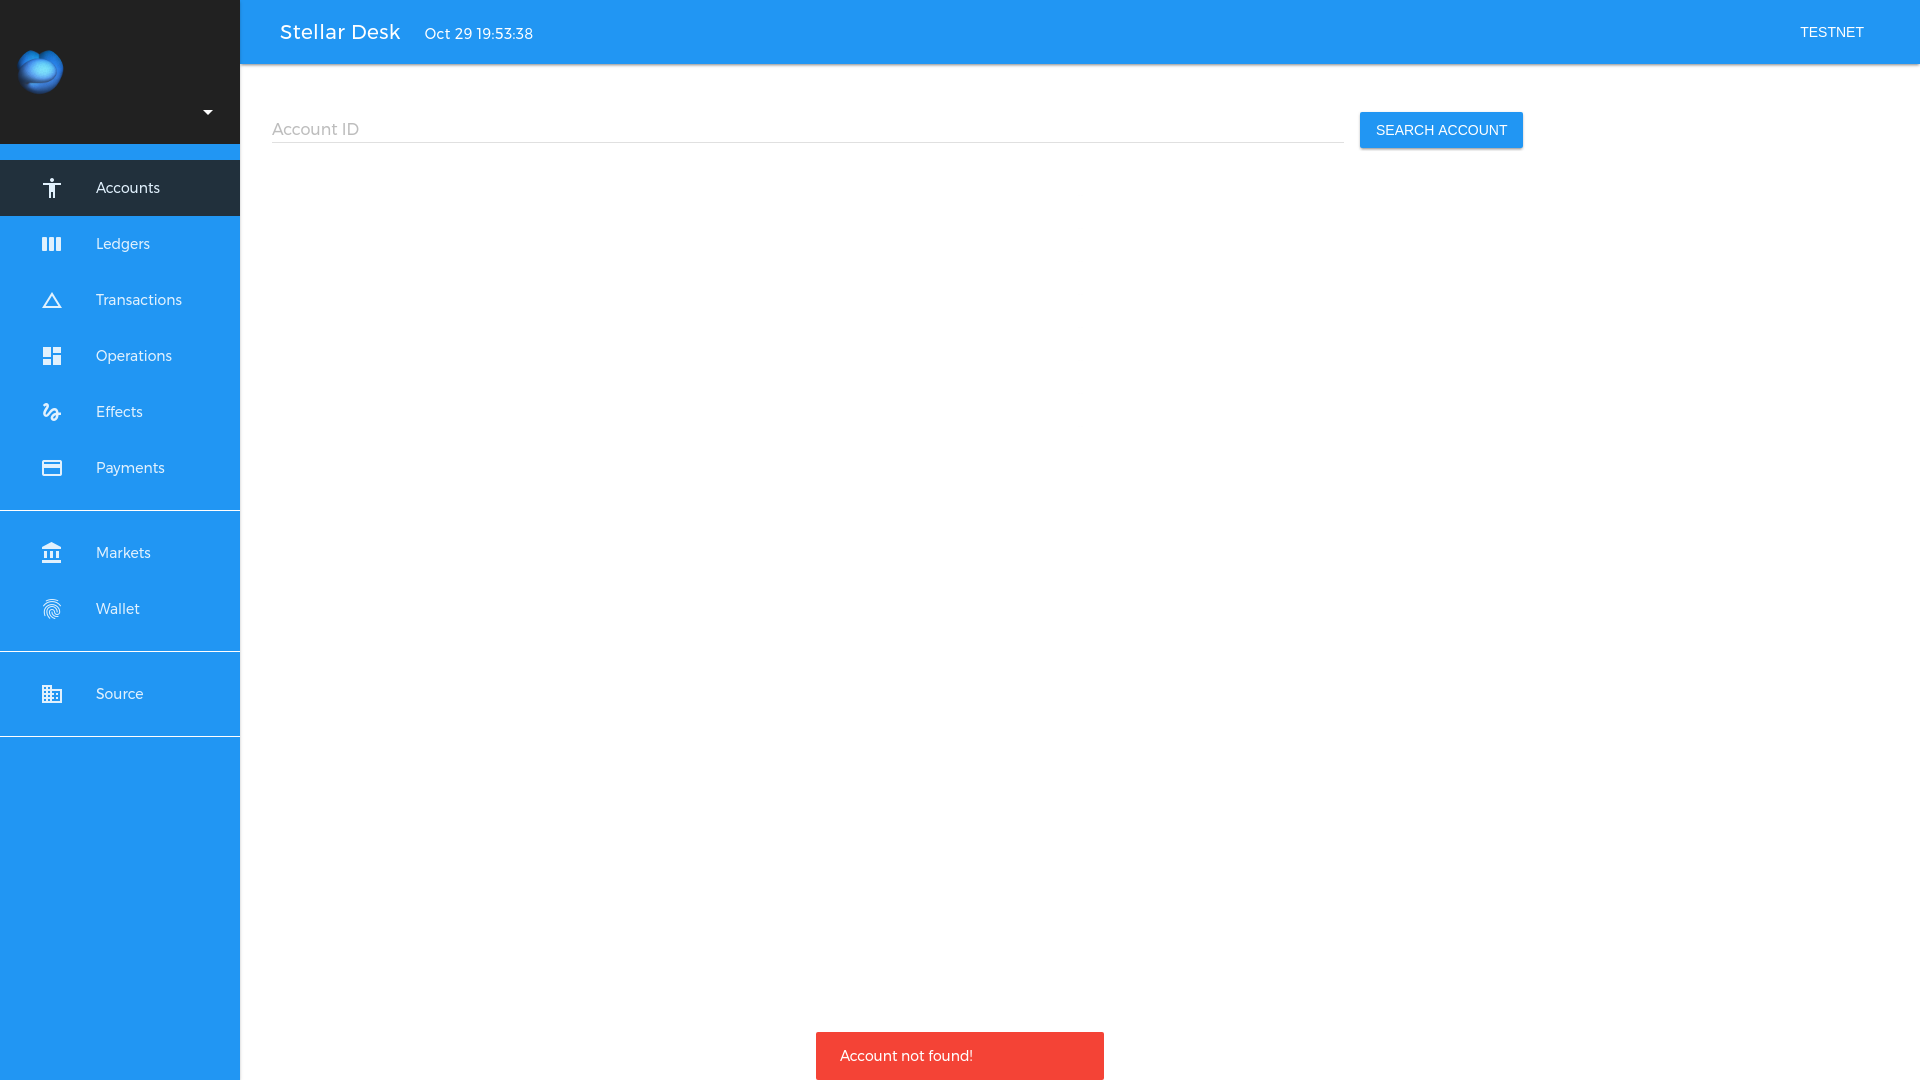 Stellar Desk
Oct 29 19:53:38
TESTNET
Account ID
SEARCH ACCOUNT
Accounts
Ledgers
Transactions
Operations
Effects
Payments
Markets
Wallet
Source
Account not found!